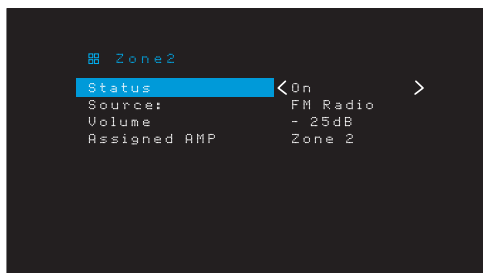 Zone2
Status < On >
Source: FM Radio
Volume - 25dB
Assigned AMP Zone 2